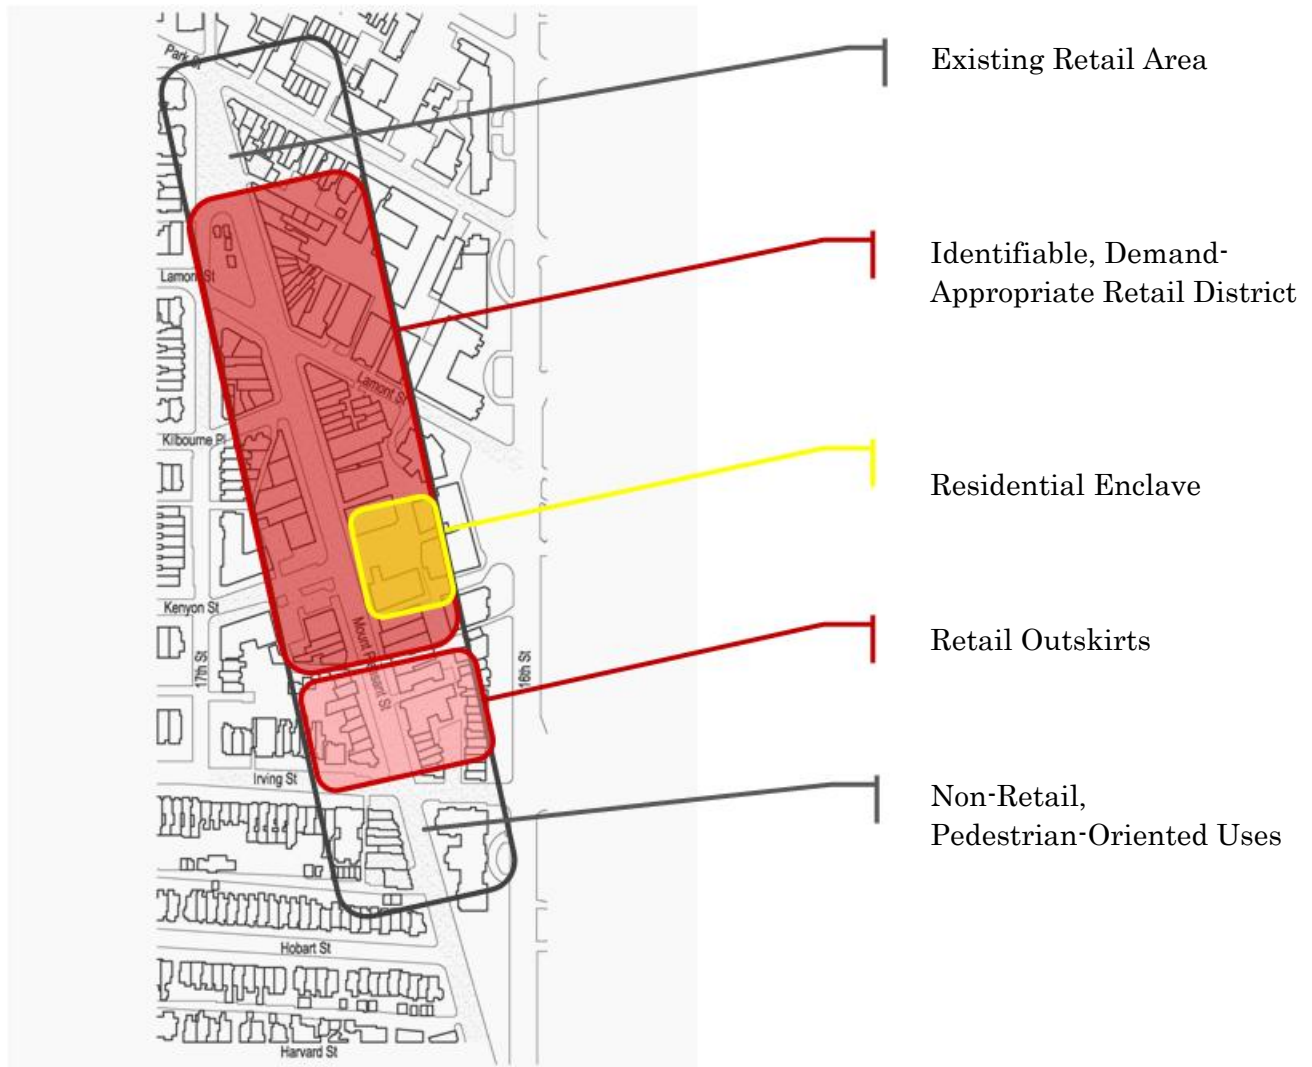 Park St
Existing Retail Area
Identifiable, Demand-
Appropriate Retail District
Lamont St
Lamont St
Kilbourne Pl
Residential Enclave
Kenyon St
Mount Pleasant St
17th St
16th St
Retail Outskirts
Irving St
Non-Retail,
Pedestrian-Oriented Uses
Hobart St
Harvard St